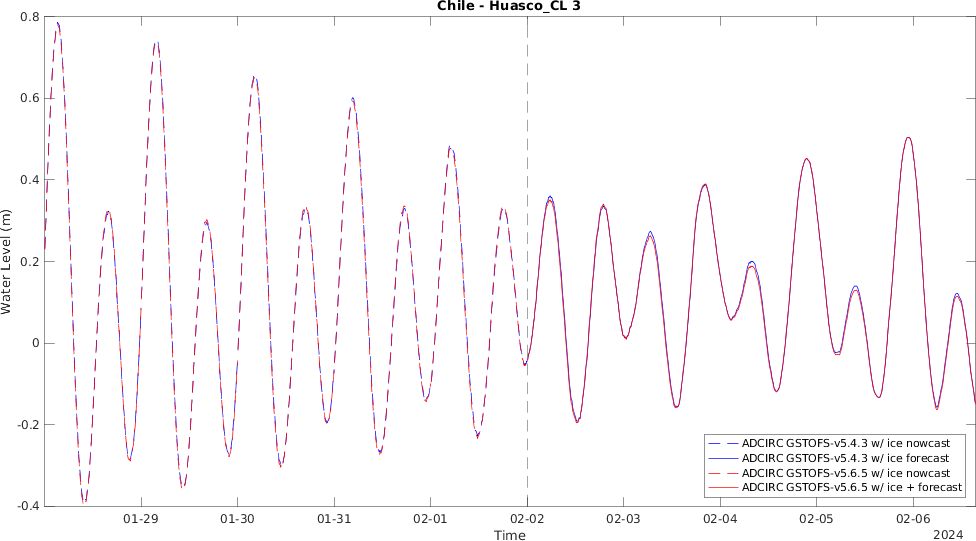 Chile - Huasco_CL 3
0.8
0.6
0.4
0.2
0
-0.2
-0.4
Water Level (m)
01-29 01-30 01-31 02-01 02-02 02-03 02-04 02-05 02-06
Time
2024
ADCIRC GSTOFS-v5.4.3 w/ ice nowcast
ADCIRC GSTOFS-v5.4.3 w/ ice forecast
ADCIRC GSTOFS-v5.6.5 w/ ice nowcast
ADCIRC GSTOFS-v5.6.5 w/ ice + forecast